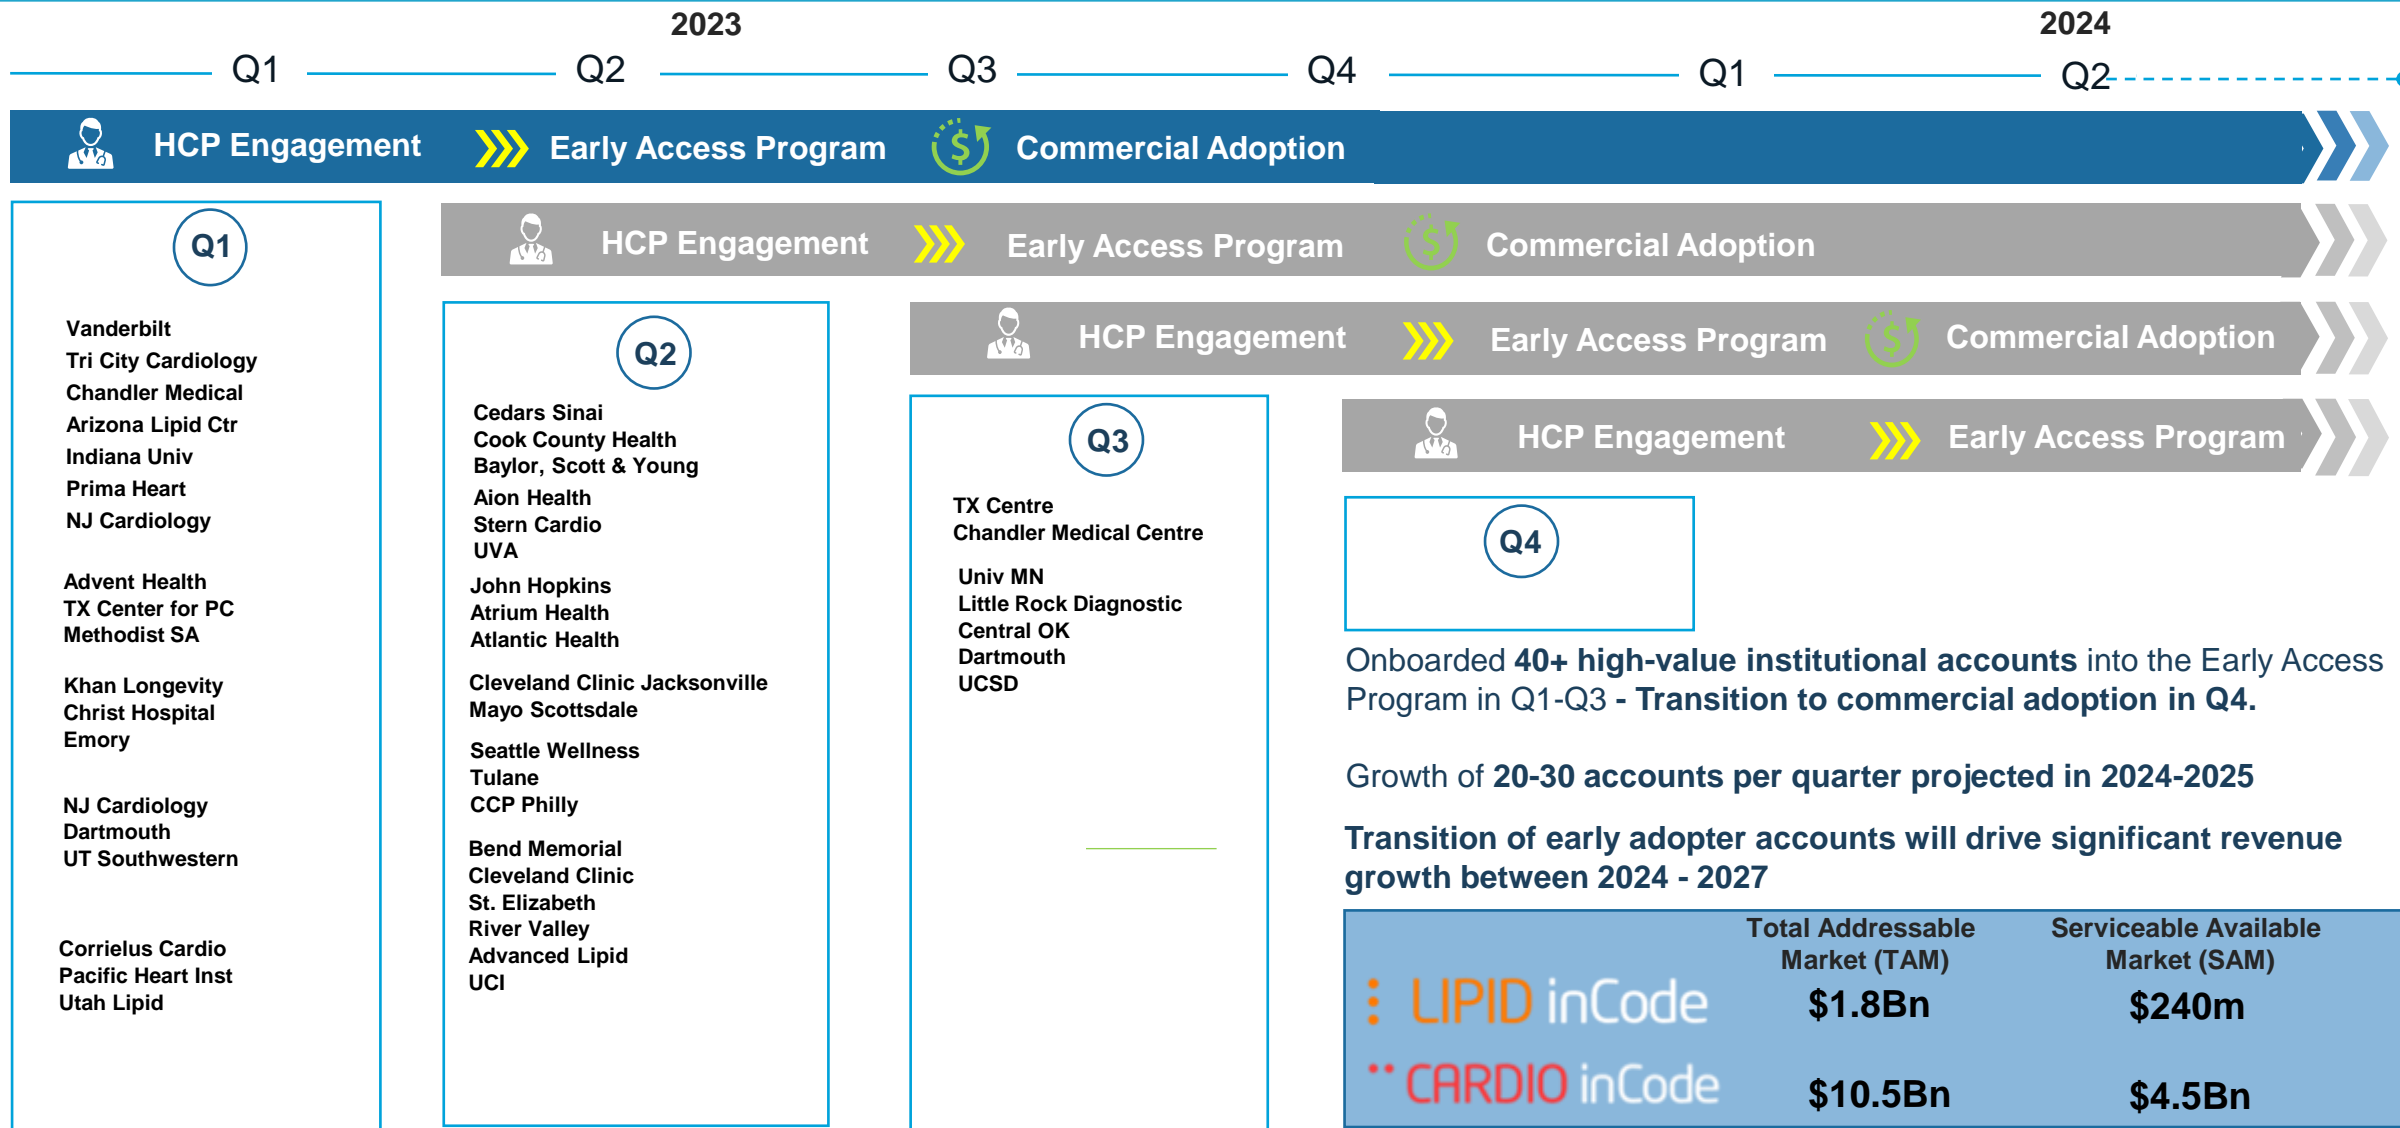 2023
2024
Q1
Q2
Q3
Q4
Q1
Q2
HCP Engagement
Early Access Program
Commercial Adoption
HCP Engagement
Early Access Program
Commercial Adoption
HCP Engagement
Early Access Program
Commercial Adoption
HCP Engagement
Early Access Program
Q1
Vanderbilt
Tri City Cardiology
Chandler Medical
Arizona Lipid Ctr
Indiana Univ
Prima Heart
NJ Cardiology
Advent Health
TX Center for PC
Methodist SA
Khan Longevity
Christ Hospital
Emory
NJ Cardiology
Dartmouth
UT Southwestern
Corrielus Cardio
Pacific Heart Inst
Utah Lipid
Q2
Cedars Sinai
Cook County Health
Baylor, Scott & Young
Aion Health
Stern Cardio
UVA
John Hopkins
Atrium Health
Atlantic Health
Cleveland Clinic Jacksonville
Mayo Scottsdale
Seattle Wellness
Tulane
CCP Philly
Bend Memorial
Cleveland Clinic
St. Elizabeth
River Valley
Advanced Lipid
UCI
Q3
TX Centre
Chandler Medical Centre
Univ MN
Little Rock Diagnostic
Central OK
Dartmouth
UCSD
Q4
Onboarded 40+ high-value institutional accounts into the Early Access
Program in Q1-Q3 - Transition to commercial adoption in Q4.
Growth of 20-30 accounts per quarter projected in 2024-2025
Transition of early adopter accounts will drive significant revenue
growth between 2024 - 2027
Total Addressable
Market (TAM)
Serviceable Available
Market (SAM)
LIPID inCode
$1.8Bn
$240m
CARDIO inCode
$10.5Bn
$4.5Bn